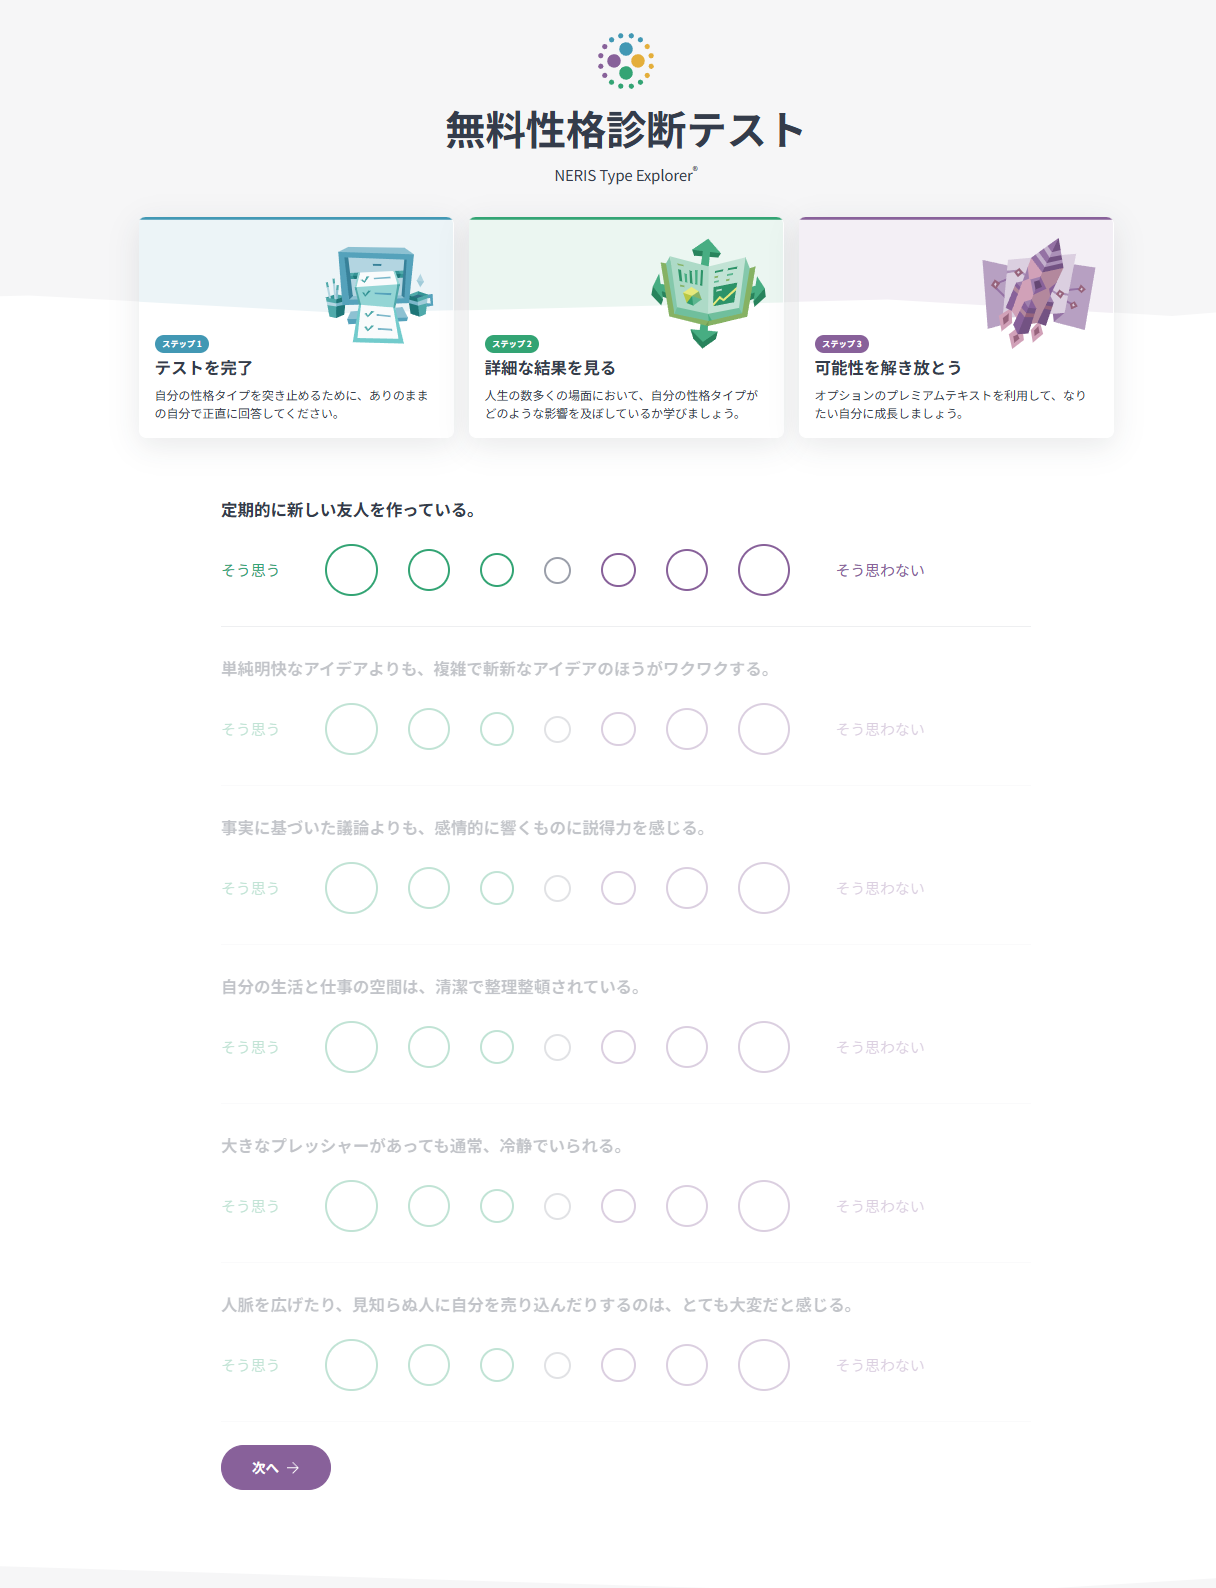 無料性格診断テスト
NERIS Type Explorer®
ステップ 1
テストを完了
自分の性格タイプを突き止めるために、ありのまま
の自分で正直に回答してください。
ステップ 2
詳細な結果を見る
人生の数多くの場面において、自分の性格タイプが
どのような影響を及ぼしているか学びましょう。
ステップ 3
可能性を解き放とう
オプションのプレミアムテキストを利用して、なり
たい自分に成長しましょう。
定期的に新しい友人を作っている。
そう思う そう思わない
単純明快なアイデアよりも、複雑で斬新なアイデアのほうがワクワクする。
そう思う そう思わない
事実に基づいた議論よりも、感情的に響くものに説得力を感じる。
そう思う そう思わない
自分の生活と仕事の空間は、清潔で整理整頓されている。
そう思う そう思わない
大きなプレッシャーがあっても通常、冷静でいられる。
そう思う そう思わない
人脈を広げたり、見知らぬ人に自分を売り込んだりするのは、とても大変だと感じる。
そう思う そう思わない
次へ →